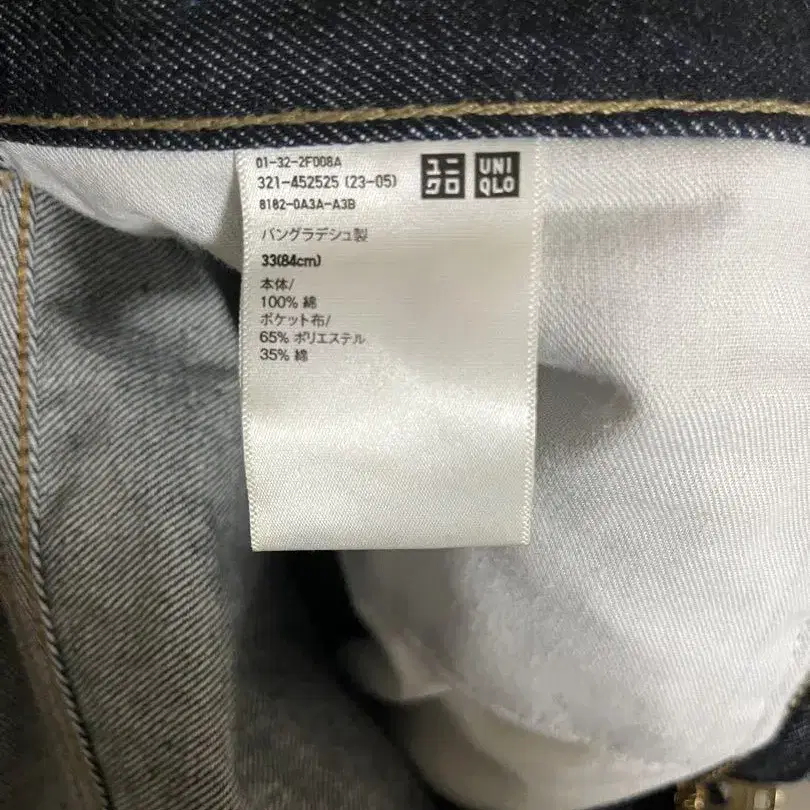 01-32-2F008A
321-452525 (23-05)
8182-0A3A-A3B
ユニ
クロ
UNI
QLO
バングラデシュ製
33(84cm)
本体/
100% 綿
ポケット布/
65% ポリエステル
35% 綿